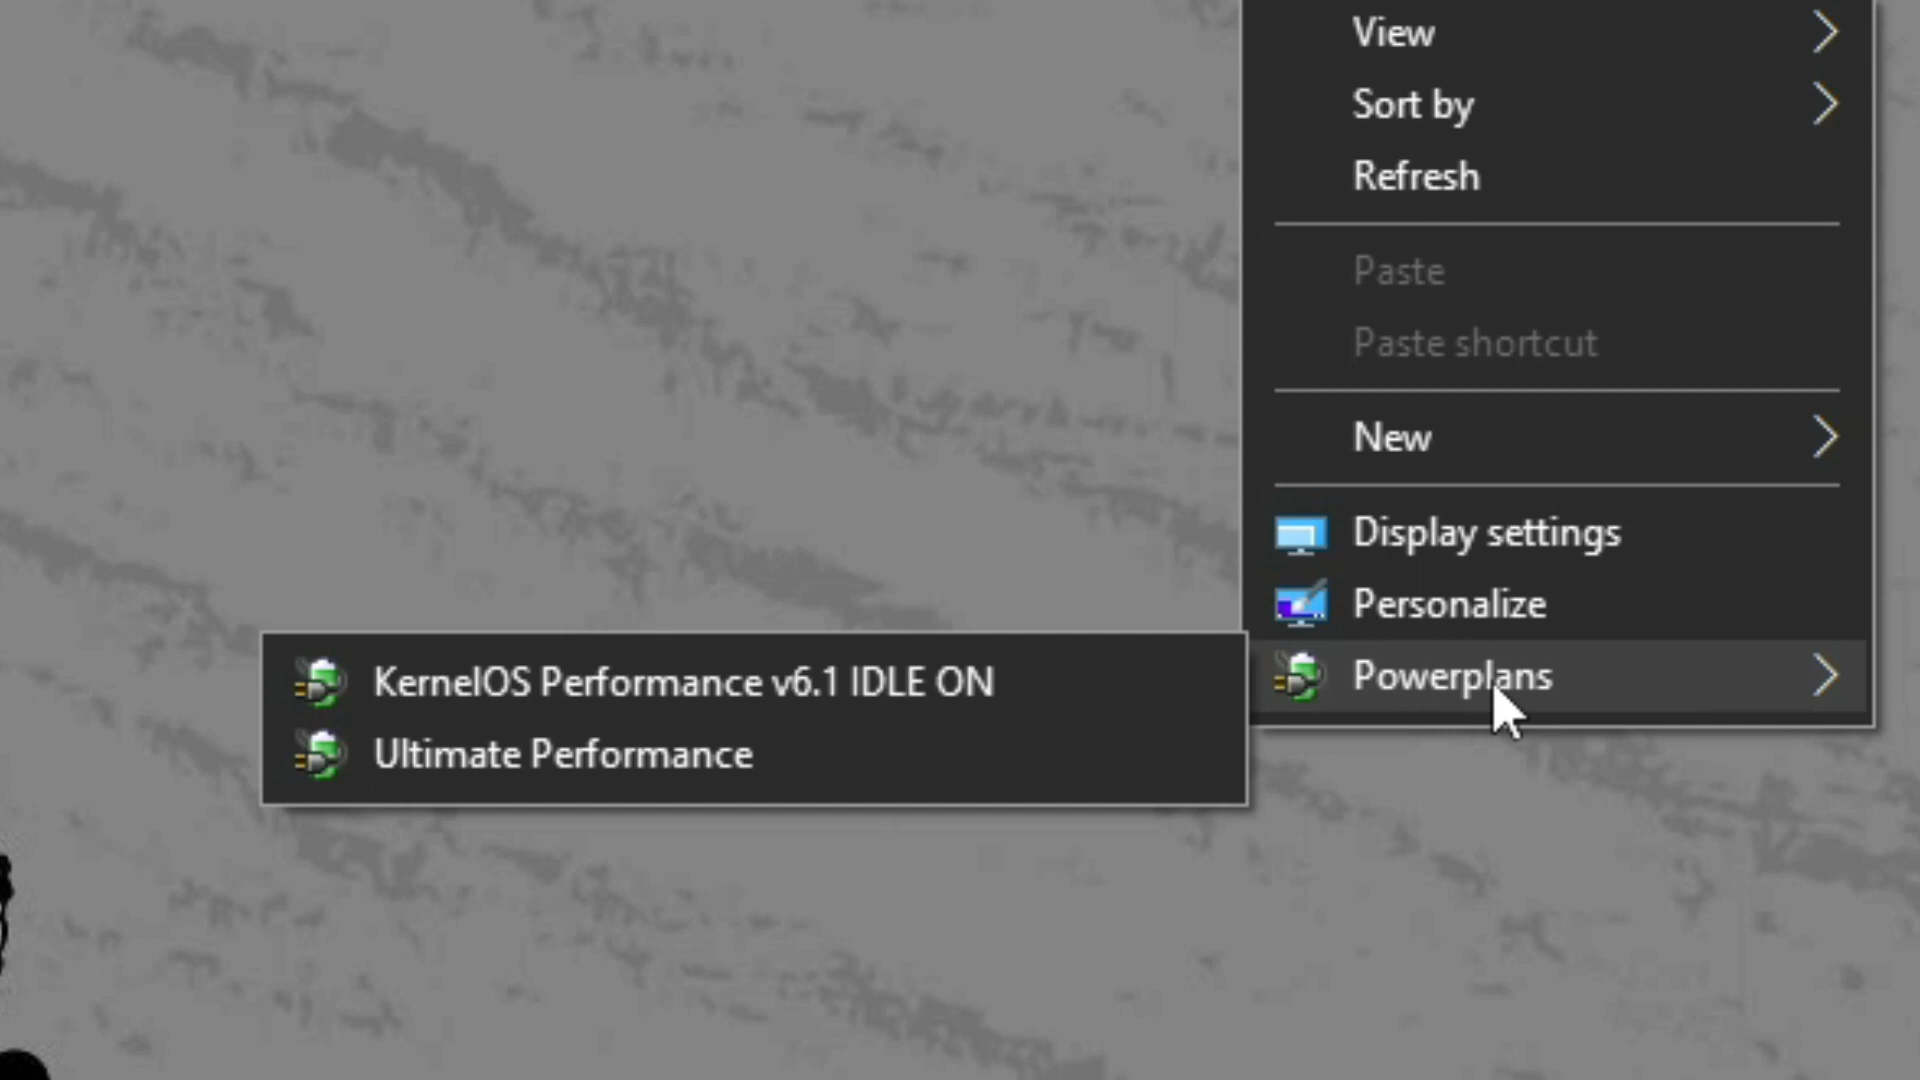 View
Sort by
Refresh
Paste
Paste shortcut
New
Display settings
Personalize
Powerplans
KernelOS Performance v6.1 IDLE ON
Ultimate Performance